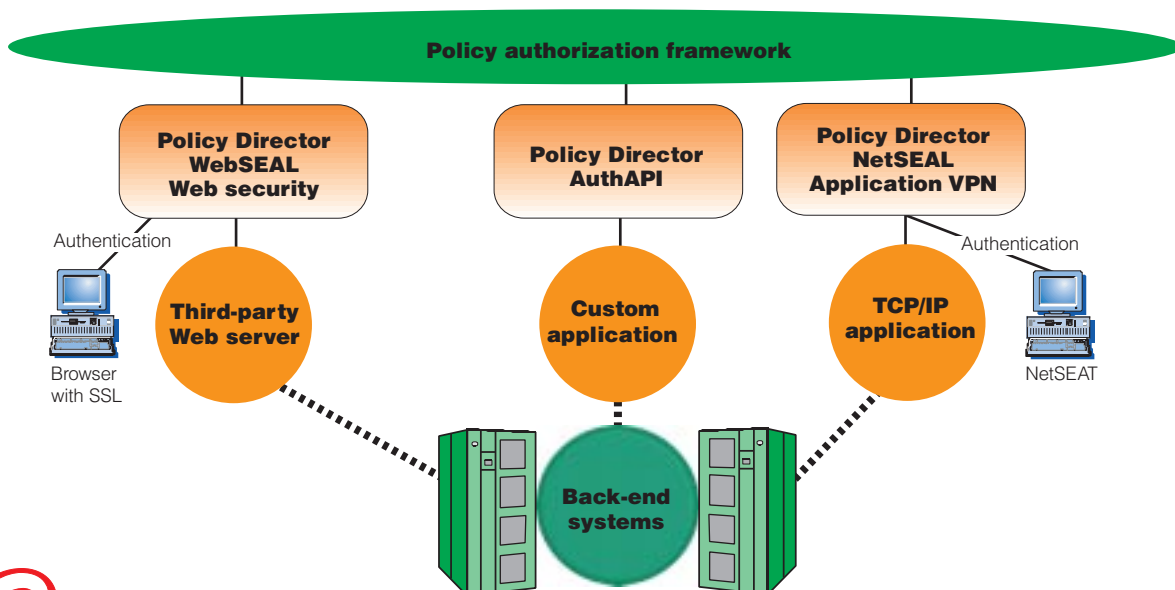 Policy authorization framework
Policy Director
WebSEAL
Web security
Policy Director
AuthAPI
Policy Director
NetSEAL
Application VPN
Authentication
Authentication
Third-party
Web server
Custom
application
TCP/IP
application
Browser
with SSL
NetSEAT
Back-end
systems